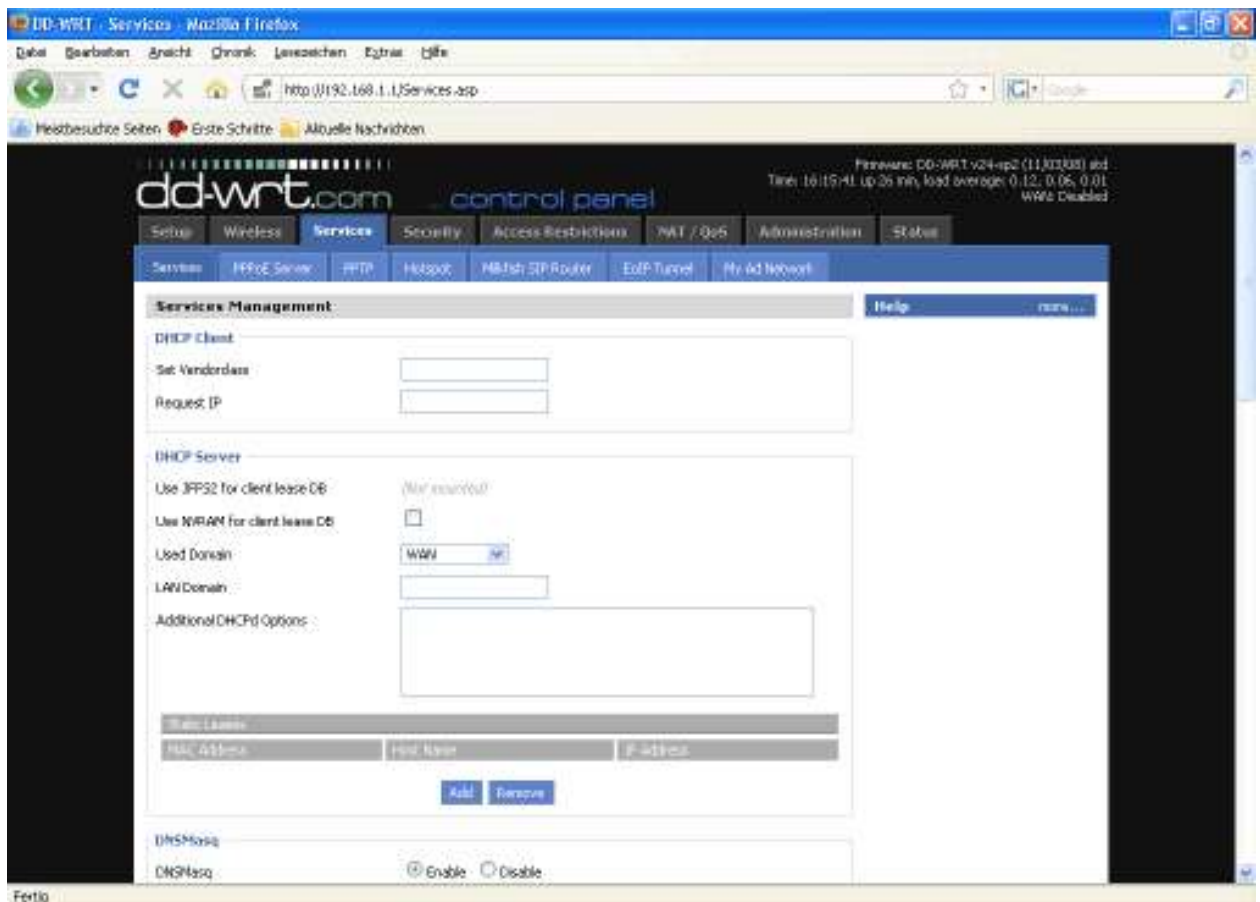 DD-WRT - Services - Mozilla Firefox
Datei Bearbeiten Ansicht Chronik Lesezeichen Extras Hilfe
http://192.168.1.1/Services.asp
Google
Meistbesuchte Seiten Erste Schritte Aktuelle Nachrichten
Firmware: DD-WRT v24-sp2 (11/03/08) std
Time: 16:15:41 up 26 min, load average: 0.12, 0.06, 0.01
WAN: Disabled
dd-wrt.com ... control panel
Setup Wireless Services Security Access Restrictions NAT / QoS Administration Status
Services PPPoE Server PPTP Hotspot Milkfish SIP Router EoIP Tunnel My Ad Network
Services Management
Help more...
DHCP Client
Set Vendorclass
Request IP
DHCP Server
Use JFFS2 for client lease DB (Not mounted)
Use NVRAM for client lease DB
Used Domain WAN
LAN Domain
Additional DHCPd Options
Static Leases
MAC Address Host Name IP Address
Add Remove
DNSMasq
DNSMasq Enable Disable
Fertig